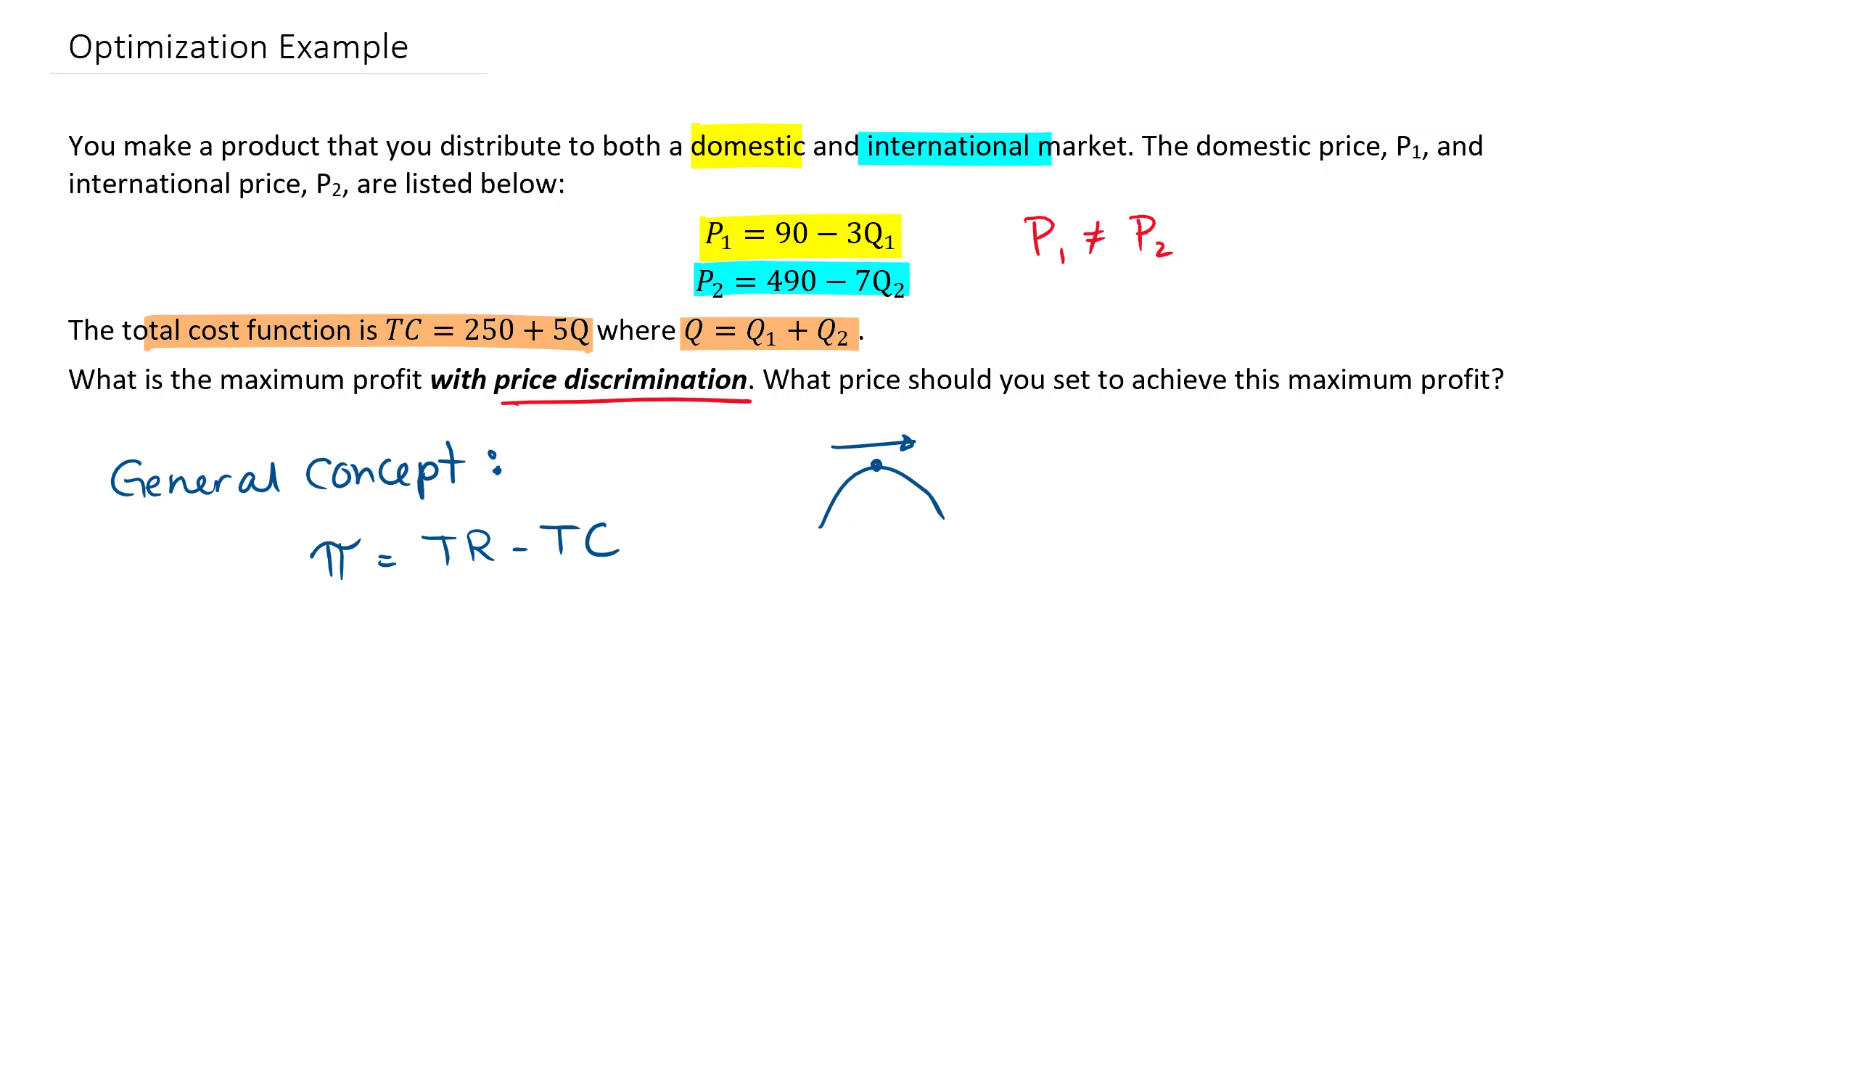 Optimization Example
You make a product that you distribute to both a domestic and international market. The domestic price, P₁, and
international price, P₂, are listed below:
P₁ = 90 − 3Q₁
P₁ ≠ P₂
P₂ = 490 − 7Q₂
The total cost function is TC = 250 + 5Q where Q = Q₁ + Q₂ .
What is the maximum profit with price discrimination. What price should you set to achieve this maximum profit?
General Concept :
π = TR - TC